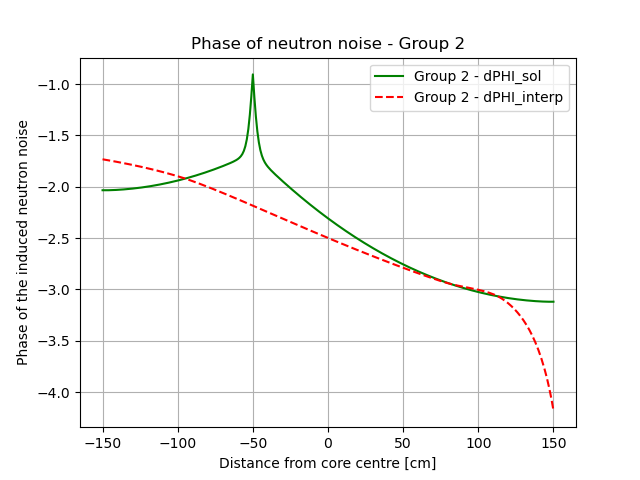 Phase of neutron noise - Group 2
Group 2 - dPHI_sol
Group 2 - dPHI_interp
Phase of the induced neutron noise
−1.0
−1.5
−2.0
−2.5
−3.0
−3.5
−4.0
−150 −100 −50 0 50 100 150
Distance from core centre [cm]